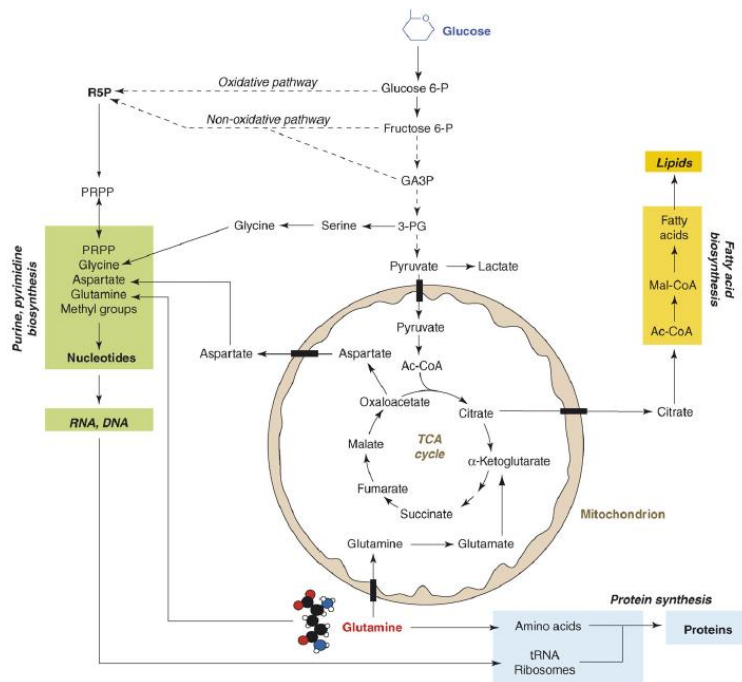 Glucose
Oxidative pathway
Glucose 6-P
R5P
Non-oxidative pathway
Fructose 6-P
GA3P
Lipids
PRPP
Glycine
Serine
3-PG
Fatty
acids
Fatty acid
biosynthesis
Purine, pyrimidine
biosynthesis
PRPP
Glycine
Aspartate
Glutamine
Methyl groups
Nucleotides
Pyruvate
Lactate
Mal-CoA
Pyruvate
Ac-CoA
Aspartate
Aspartate
Ac-CoA
Oxaloacetate
Citrate
Citrate
RNA, DNA
Malate
TCA
cycle
α-Ketoglutarate
Fumarate
Succinate
Mitochondrion
Glutamine
Glutamate
Protein synthesis
Glutamine
Amino acids
Proteins
tRNA
Ribosomes